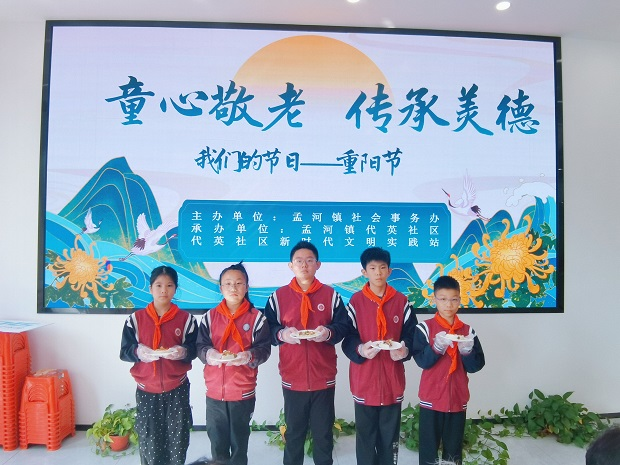 童心敬老 传承美德
我们的节日——重阳节
主办单位：孟河镇社会事务办
承办单位：孟河镇代英社区
代英社区新时代文明实践站